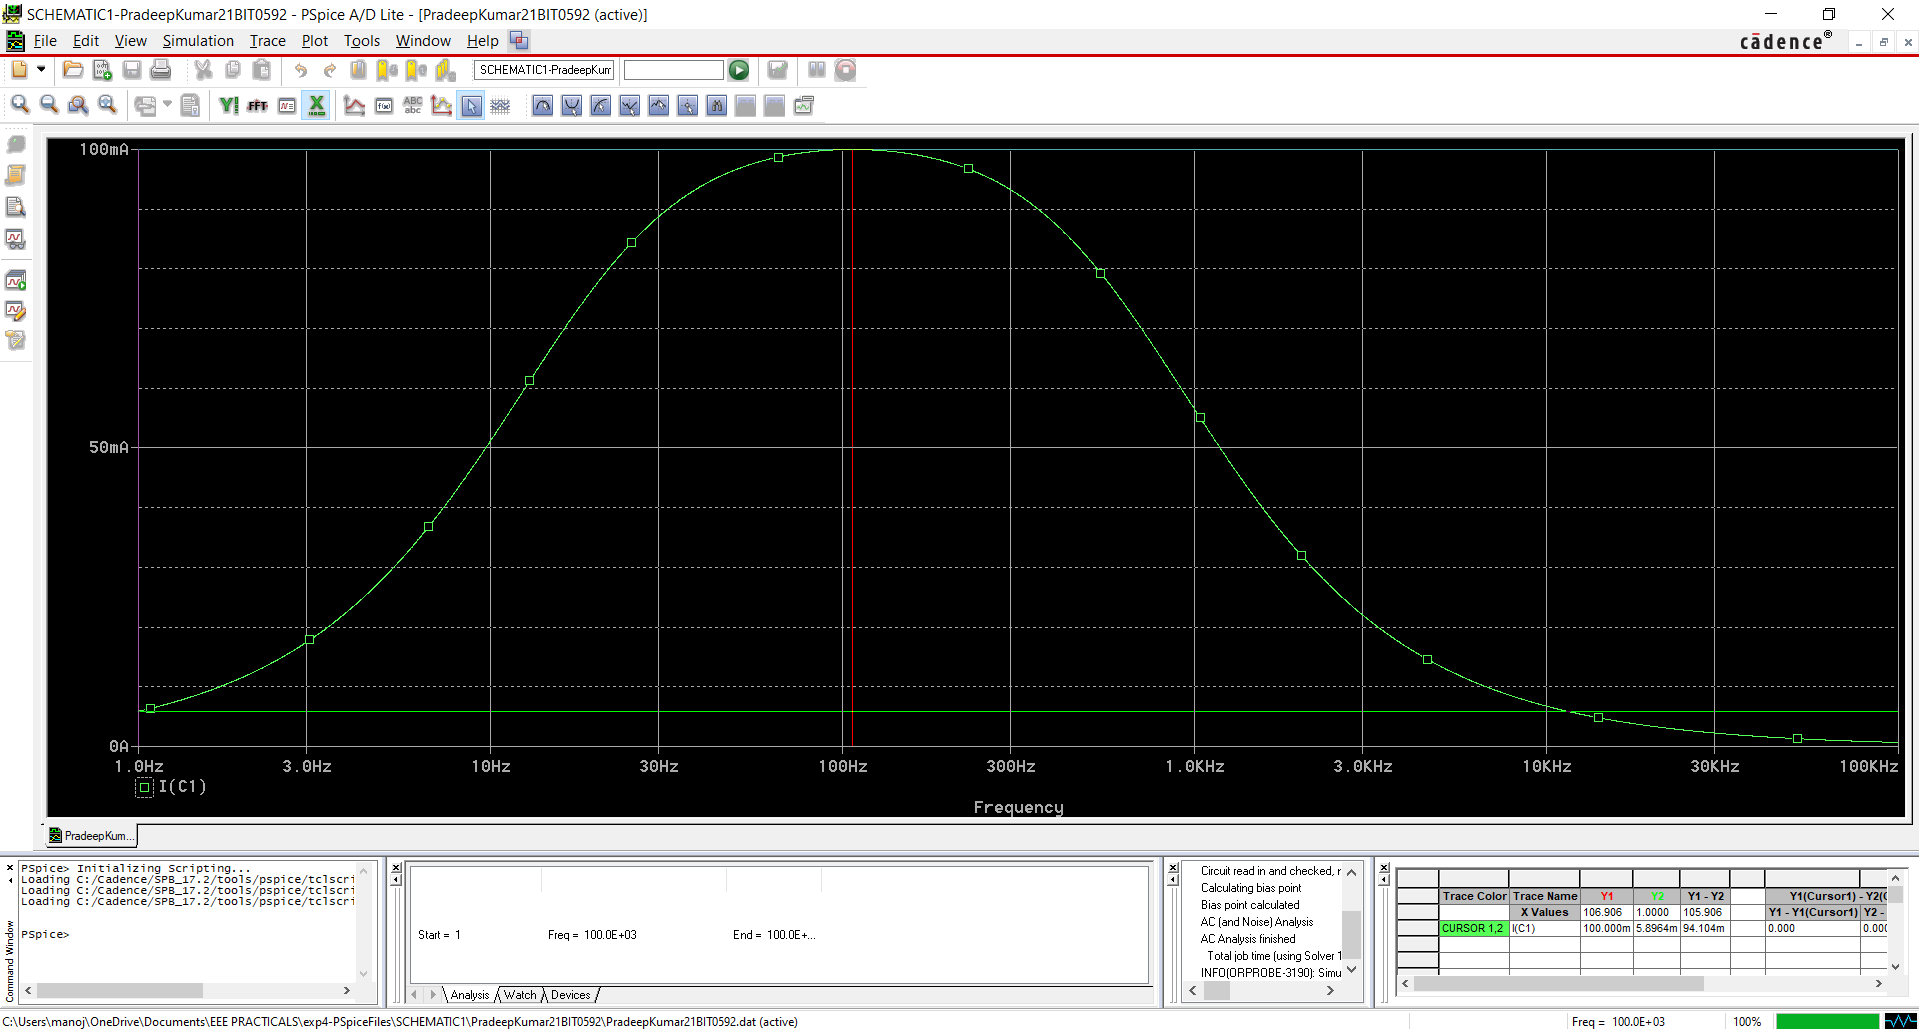 SCHEMATIC1-PradeepKumar21BIT0592 - PSpice A/D Lite - [PradeepKumar21BIT0592 (active)]
File Edit View Simulation Trace Plot Tools Window Help
cādence®
SCHEMATIC1-PradeepKum
FFT
ABC
abc
100mA
50mA
0A
1.0Hz 3.0Hz 10Hz 30Hz 100Hz 300Hz 1.0KHz 3.0KHz 10KHz 30KHz 100KHz
I(C1)
Frequency
PradeepKum...
Command Window
PSpice> Initializing Scripting...
Loading C:/Cadence/SPB_17.2/tools/pspice/tclscri
Loading C:/Cadence/SPB_17.2/tools/pspice/tclscri
Loading C:/Cadence/SPB_17.2/tools/pspice/tclscri
PSpice>
Start = 1 Freq = 100.0E+03 End = 100.0E+...
Analysis Watch Devices
Circuit read in and checked, r
Calculating bias point
Bias point calculated
AC (and Noise) Analysis
AC Analysis finished
Total job time (using Solver 1
INFO(ORPROBE-3190): Simu
Trace Color Trace Name Y1 Y2 Y1 - Y2 Y1(Cursor1) - Y2(C
X Values 106.906 1.0000 105.906 Y1 - Y1(Cursor1) Y2 -
CURSOR 1,2 I(C1) 100.000m 5.8964m 94.104m 0.000 0.000
C:\Users\manoj\OneDrive\Documents\EEE PRACTICALS\exp4-PSpiceFiles\SCHEMATIC1\PradeepKumar21BIT0592\PradeepKumar21BIT0592.dat (active)
Freq = 100.0E+03 100%